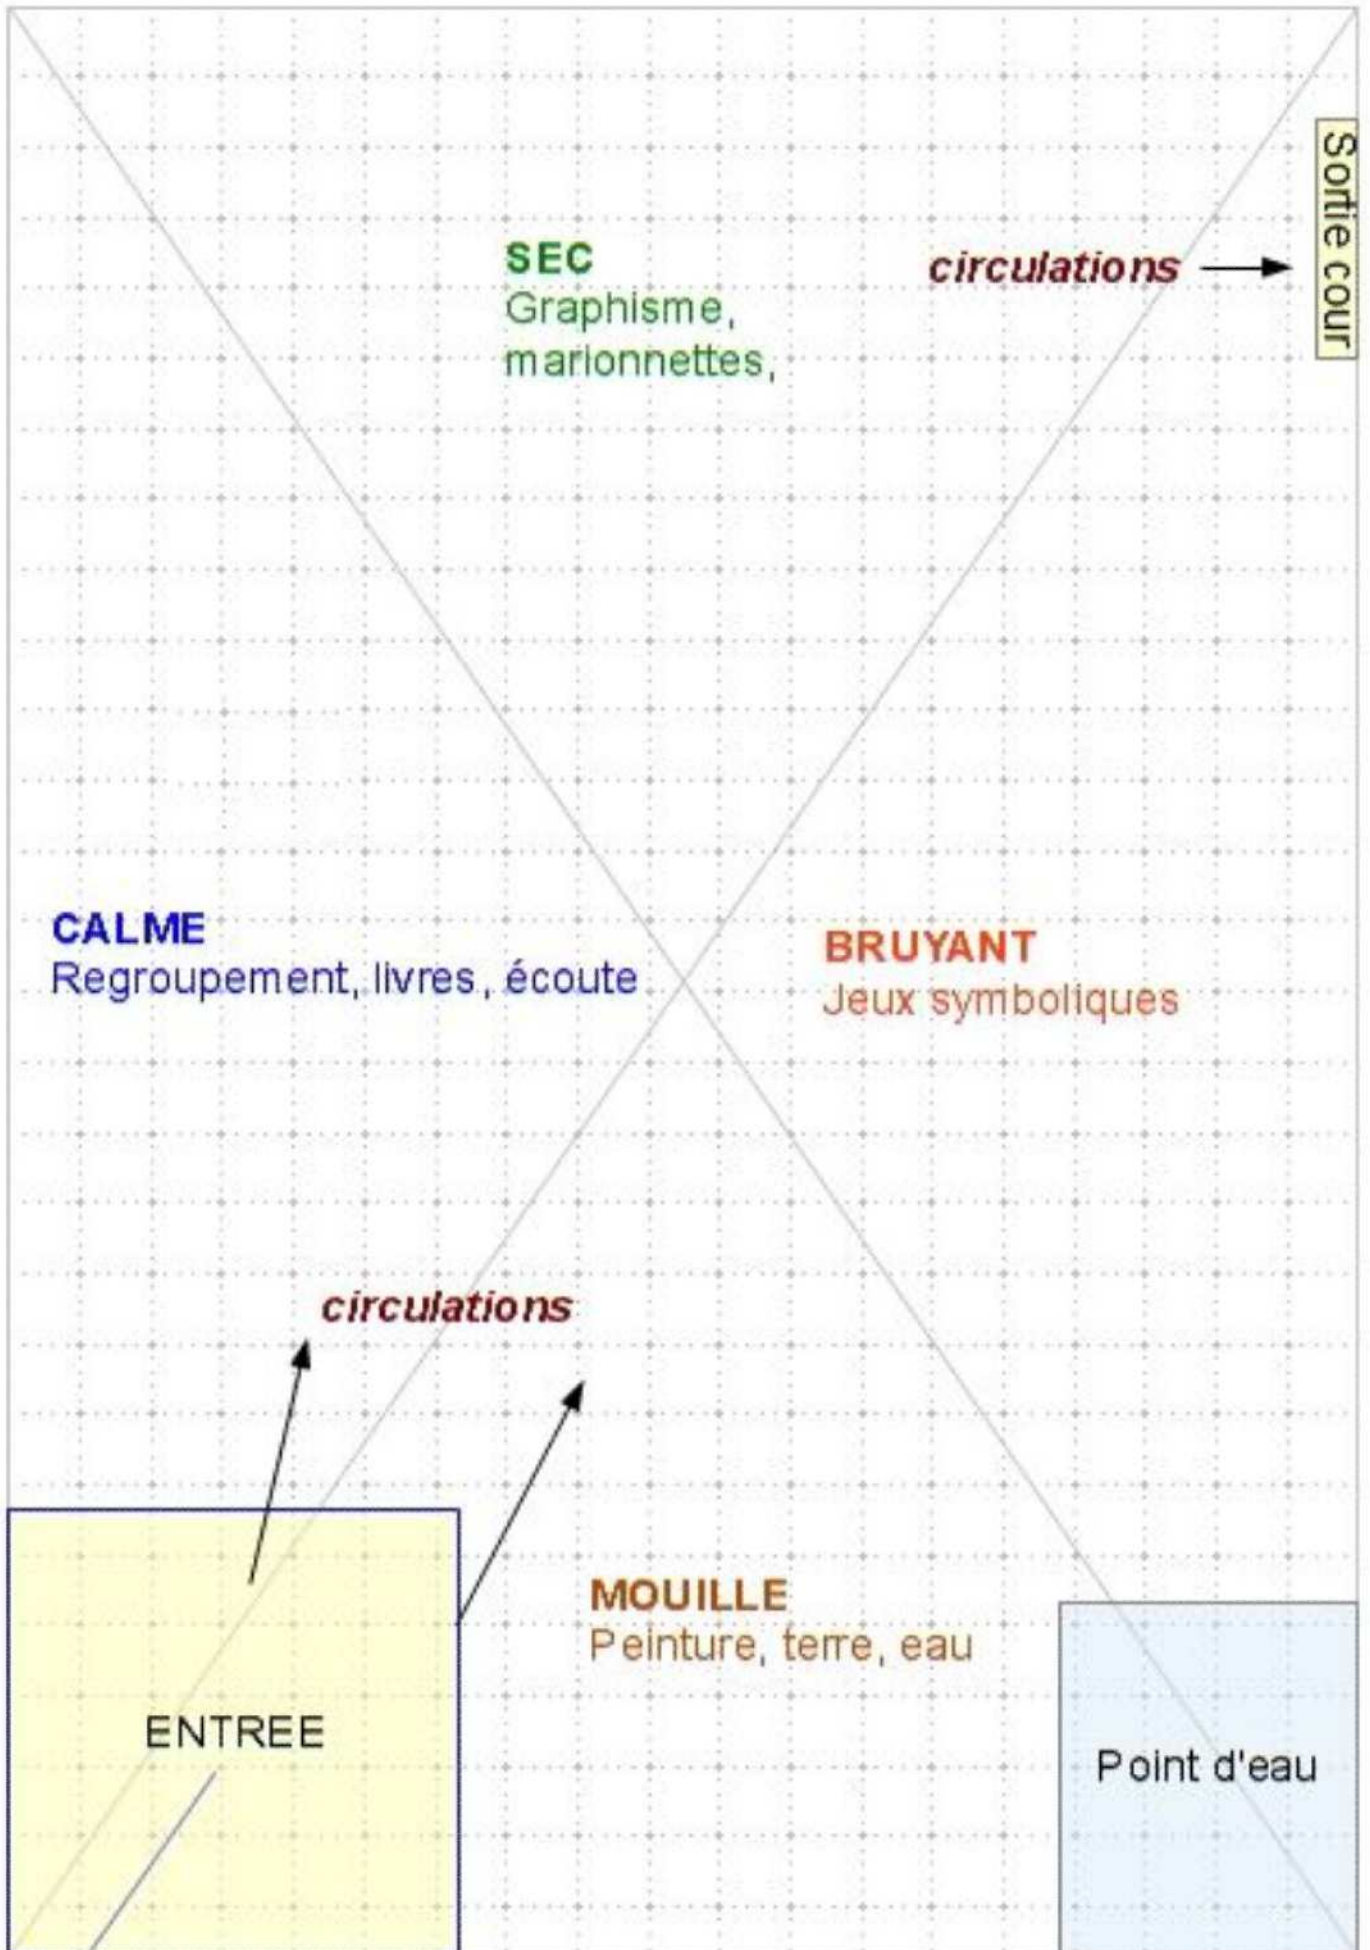 SEC
Graphisme,
marionnettes,
circulations
Sortie cour
CALME
Regroupement, livres, écoute
BRUYANT
Jeux symboliques
circulations
MOUILLE
Peinture, terre, eau
ENTREE
Point d'eau